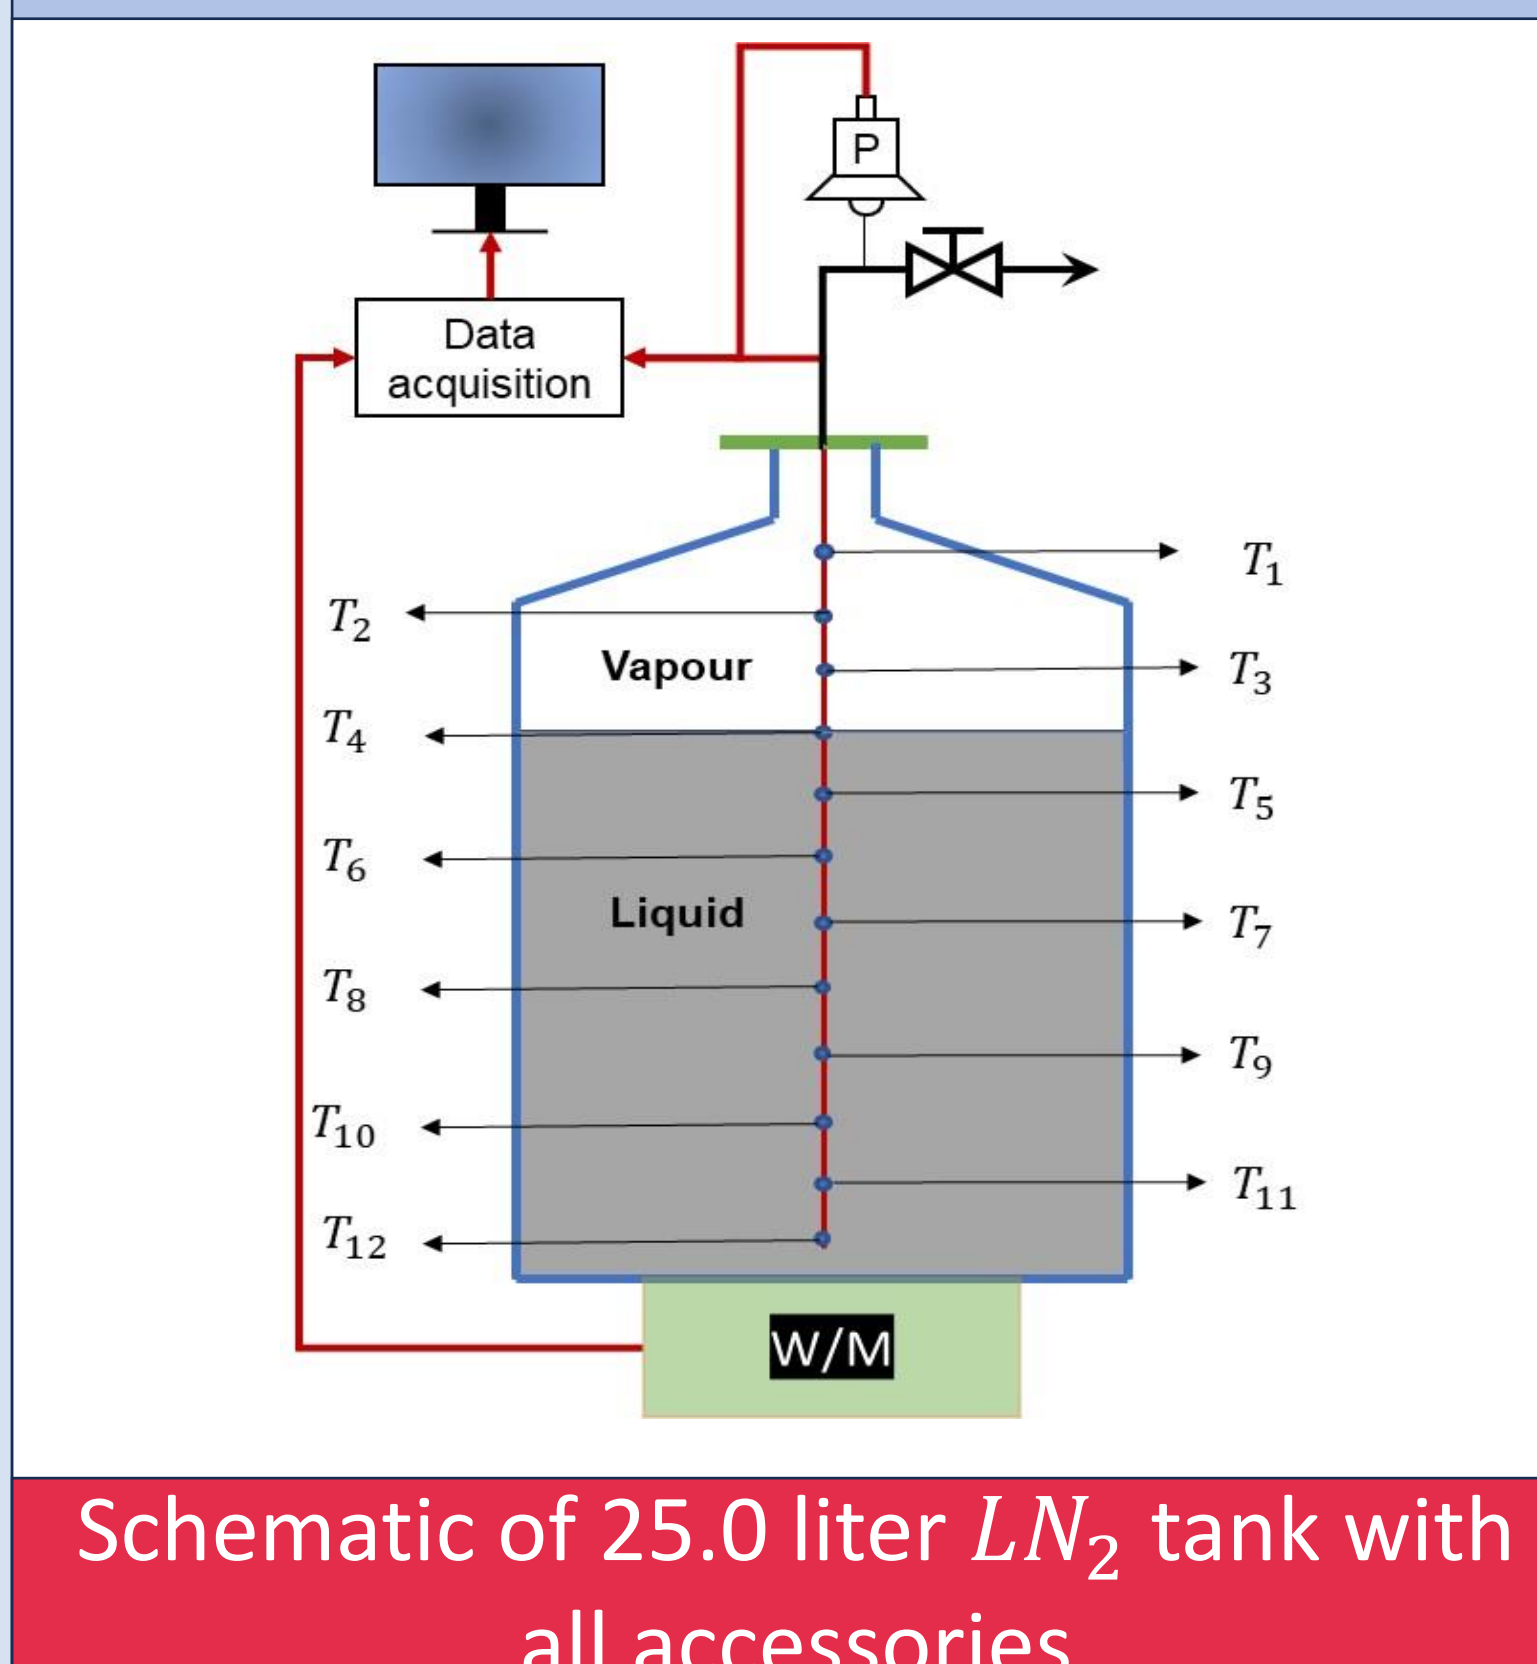 P
Data
acquisition
T₁
T₂
Vapour
T₃
T₄
T₅
T₆
Liquid
T₇
T₈
T₉
T₁₀
T₁₁
T₁₂
W/M
Schematic of 25.0 liter LN₂ tank with
all accessories